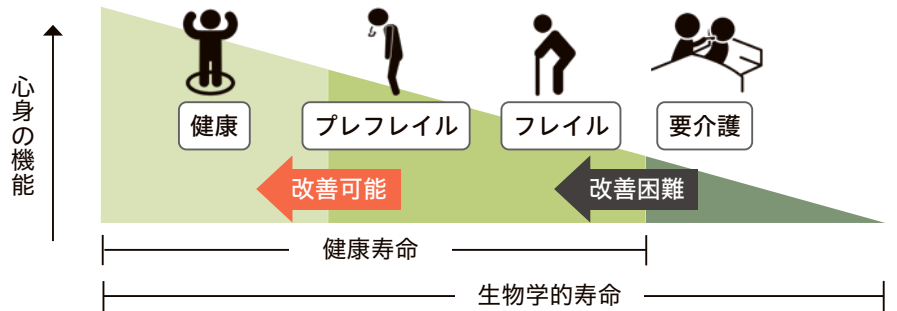 心身の機能
健康
プレフレイル
フレイル
要介護
改善可能
改善困難
健康寿命
生物学的寿命